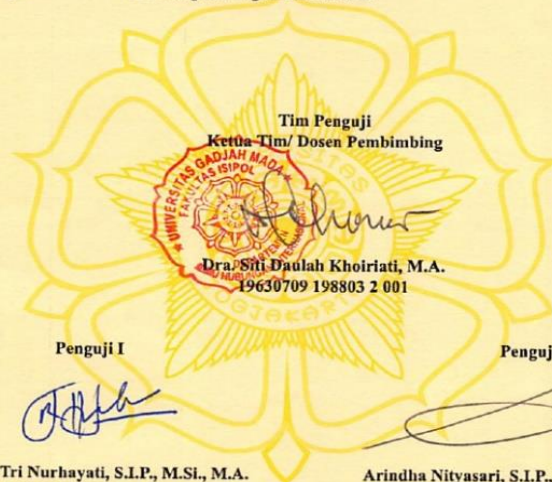 Tim Penguji
Ketua Tim/ Dosen Pembimbing
UNIVERSITAS GADJAH MADA
FAKULTAS ISIPOL
DEPARTEMEN
Dra. Siti Daulah Khoiriati, M.A.
19630709 198803 2 001
Penguji I
Penguj
Tri Nurhayati, S.I.P., M.Si., M.A.
Arindha Nityasari, S.I.P.